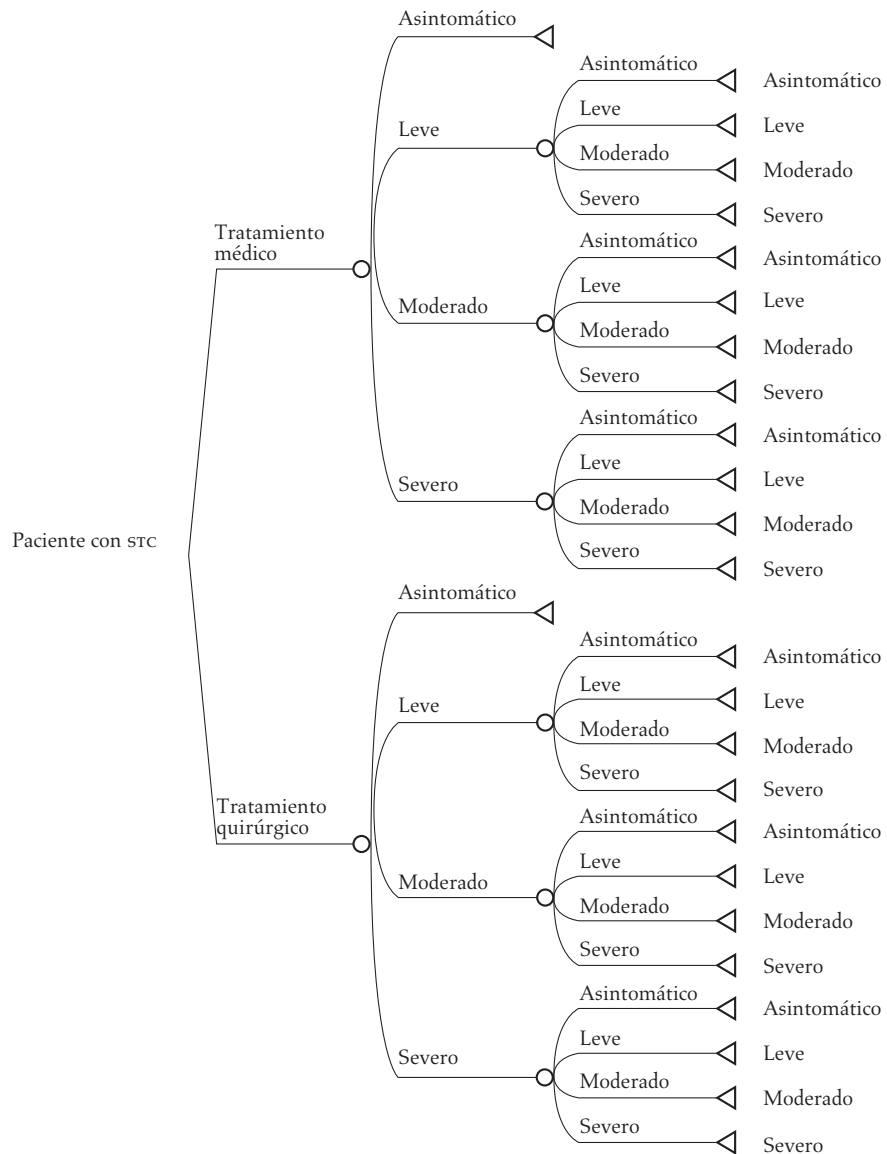 Asintomático
Asintomático
Asintomático
Leve
Leve
Leve
Moderado
Moderado
Severo
Severo
Tratamiento
médico
Asintomático
Asintomático
Leve
Leve
Moderado
Moderado
Moderado
Severo
Severo
Asintomático
Asintomático
Severo
Leve
Leve
Moderado
Moderado
Severo
Severo
Paciente con STC
Asintomático
Asintomático
Asintomático
Leve
Leve
Leve
Moderado
Moderado
Severo
Severo
Tratamiento
quirúrgico
Asintomático
Asintomático
Leve
Leve
Moderado
Moderado
Moderado
Severo
Severo
Asintomático
Asintomático
Severo
Leve
Leve
Moderado
Moderado
Severo
Severo